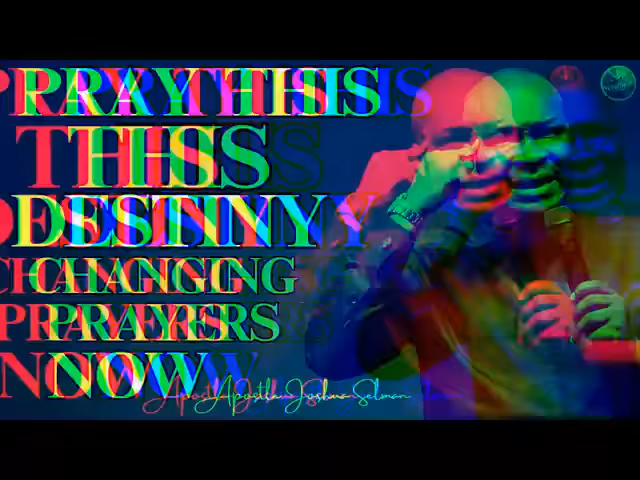 PRAY THIS
THIS
DESTINY
CHANGING
PRAYERS
NOW
Apostle Joshua Selman